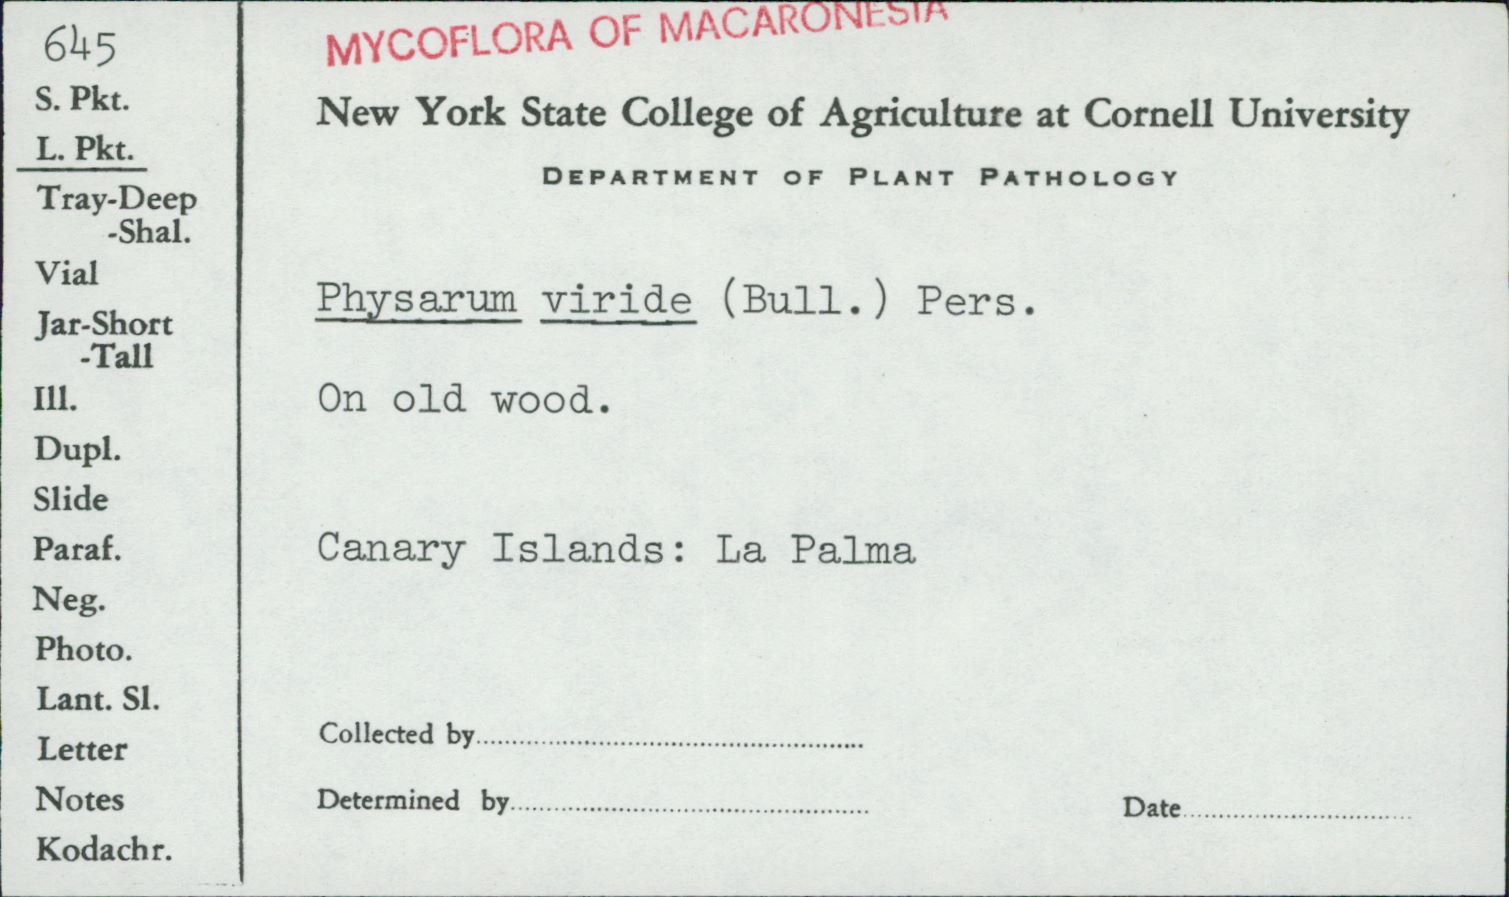 645
S. Pkt.
L. Pkt.
Tray-Deep
-Shal.
Vial
Jar-Short
-Tall
Ill.
Dupl.
Slide
Paraf.
Neg.
Photo.
Lant. Sl.
Letter
Notes
Kodachr.
MYCOFLORA OF MACARONESIA
New York State College of Agriculture at Cornell University
DEPARTMENT OF PLANT PATHOLOGY
Physarum viride (Bull.) Pers.
On old wood.
Canary Islands: La Palma
Collected by
Determined by
Date